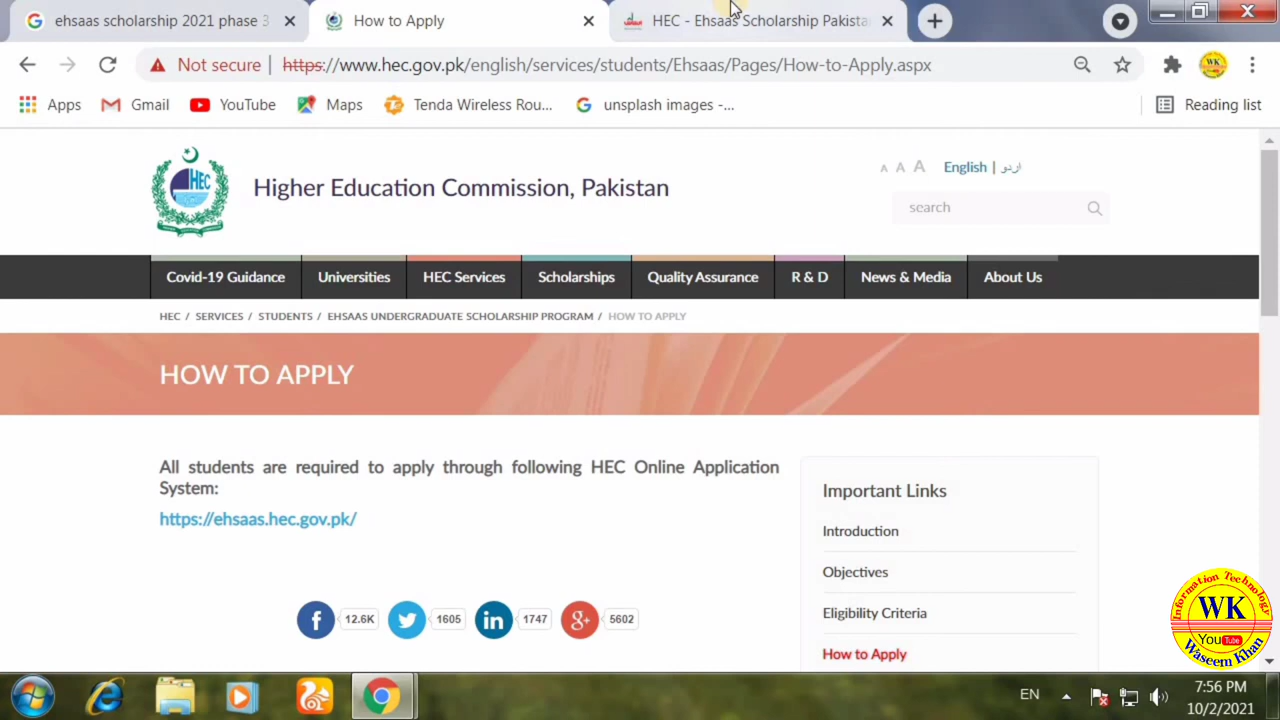 ehsaas scholarship 2021 phase 3
How to Apply
HEC - Ehsaas Scholarship Pakista
Not secure | https://www.hec.gov.pk/english/services/students/Ehsaas/Pages/How-to-Apply.aspx
WK
Apps Gmail YouTube Maps Tenda Wireless Rou... unsplash images -... Reading list
HEC
Higher Education Commission, Pakistan
A A A English | اردو
search
Covid-19 Guidance Universities HEC Services Scholarships Quality Assurance R & D News & Media About Us
HEC / SERVICES / STUDENTS / EHSAAS UNDERGRADUATE SCHOLARSHIP PROGRAM / HOW TO APPLY
HOW TO APPLY
All students are required to apply through following HEC Online Application
System:
https://ehsaas.hec.gov.pk/
12.6K 1605 1747 5602
Important Links
Introduction
Objectives
Eligibility Criteria
How to Apply
Information Technology
WK
You Tube
Waseem Khan
EN
7:56 PM
10/2/2021